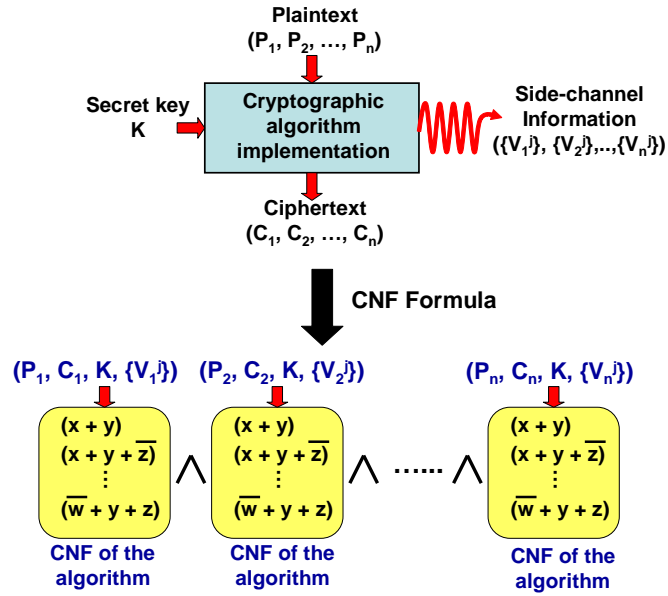 Plaintext
(P₁, P₂, …, Pₙ)
Secret key
K
Cryptographic
algorithm
implementation
Side-channel
Information
({V₁ʲ}, {V₂ʲ},..,{Vₙʲ})
Ciphertext
(C₁, C₂, …, Cₙ)
CNF Formula
(P₁, C₁, K, {V₁ʲ})
(P₂, C₂, K, {V₂ʲ})
(Pₙ, Cₙ, K, {Vₙʲ})
(x + y)
(x + y + z̅)
⋮
(w̅ + y + z)
CNF of the
algorithm
∧
(x + y)
(x + y + z̅)
⋮
(w̅ + y + z)
CNF of the
algorithm
∧ …... ∧
(x + y)
(x + y + z̅)
⋮
(w̅ + y + z)
CNF of the
algorithm